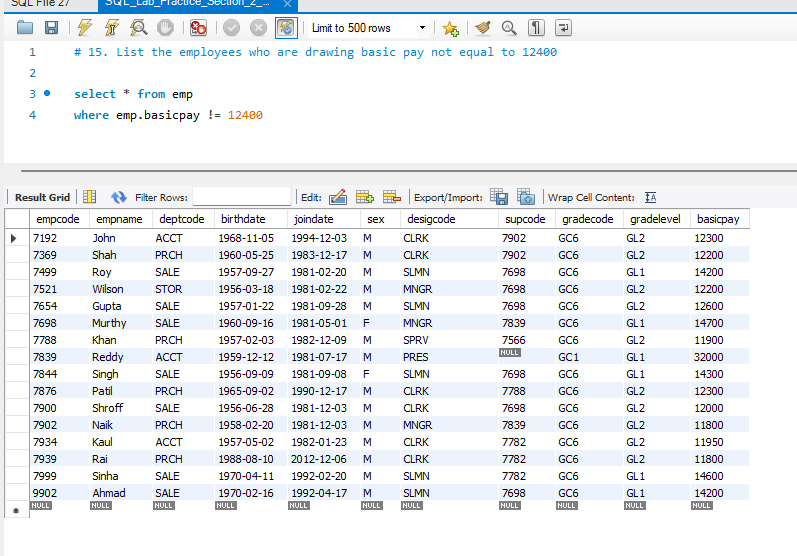 SQL File 27 SQL_Lab_Practice_Section_2_...
Limit to 500 rows
1 # 15. List the employees who are drawing basic pay not equal to 12400
2
3 select * from emp
4 where emp.basicpay != 12400
Result Grid Filter Rows: Edit: Export/Import: Wrap Cell Content:
empcode empname deptcode birthdate joindate sex desigcode supcode gradecode gradelevel basicpay
7192 John ACCT 1968-11-05 1994-12-03 M CLRK 7902 GC6 GL2 12300
7369 Shah PRCH 1960-05-25 1983-12-17 M CLRK 7902 GC6 GL2 12200
7499 Roy SALE 1957-09-27 1981-02-20 M SLMN 7698 GC6 GL1 14200
7521 Wilson STOR 1956-03-18 1981-02-22 M MNGR 7698 GC6 GL2 12200
7654 Gupta SALE 1957-01-22 1981-09-28 M SLMN 7698 GC6 GL2 12600
7698 Murthy SALE 1960-09-16 1981-05-01 F MNGR 7839 GC6 GL1 14700
7788 Khan PRCH 1957-02-03 1982-12-09 M SPRV 7566 GC6 GL2 11900
7839 Reddy ACCT 1959-12-12 1981-07-17 M PRES NULL GC1 GL1 32000
7844 Singh SALE 1956-09-09 1981-09-08 F SLMN 7698 GC6 GL1 14300
7876 Patil PRCH 1965-09-02 1990-12-17 M CLRK 7788 GC6 GL2 12300
7900 Shroff SALE 1956-06-28 1981-12-03 M CLRK 7698 GC6 GL2 12000
7902 Naik PRCH 1958-02-20 1981-12-03 M MNGR 7839 GC6 GL2 11800
7934 Kaul ACCT 1957-05-02 1982-01-23 M CLRK 7782 GC6 GL2 11950
7939 Rai PRCH 1988-08-10 2012-12-06 M CLRK 7782 GC6 GL2 11800
7999 Sinha SALE 1970-04-11 1992-02-20 M SLMN 7782 GC6 GL1 14600
9902 Ahmad SALE 1970-02-16 1992-04-17 M SLMN 7698 GC6 GL1 14200
NULL NULL NULL NULL NULL NULL NULL NULL NULL NULL NULL